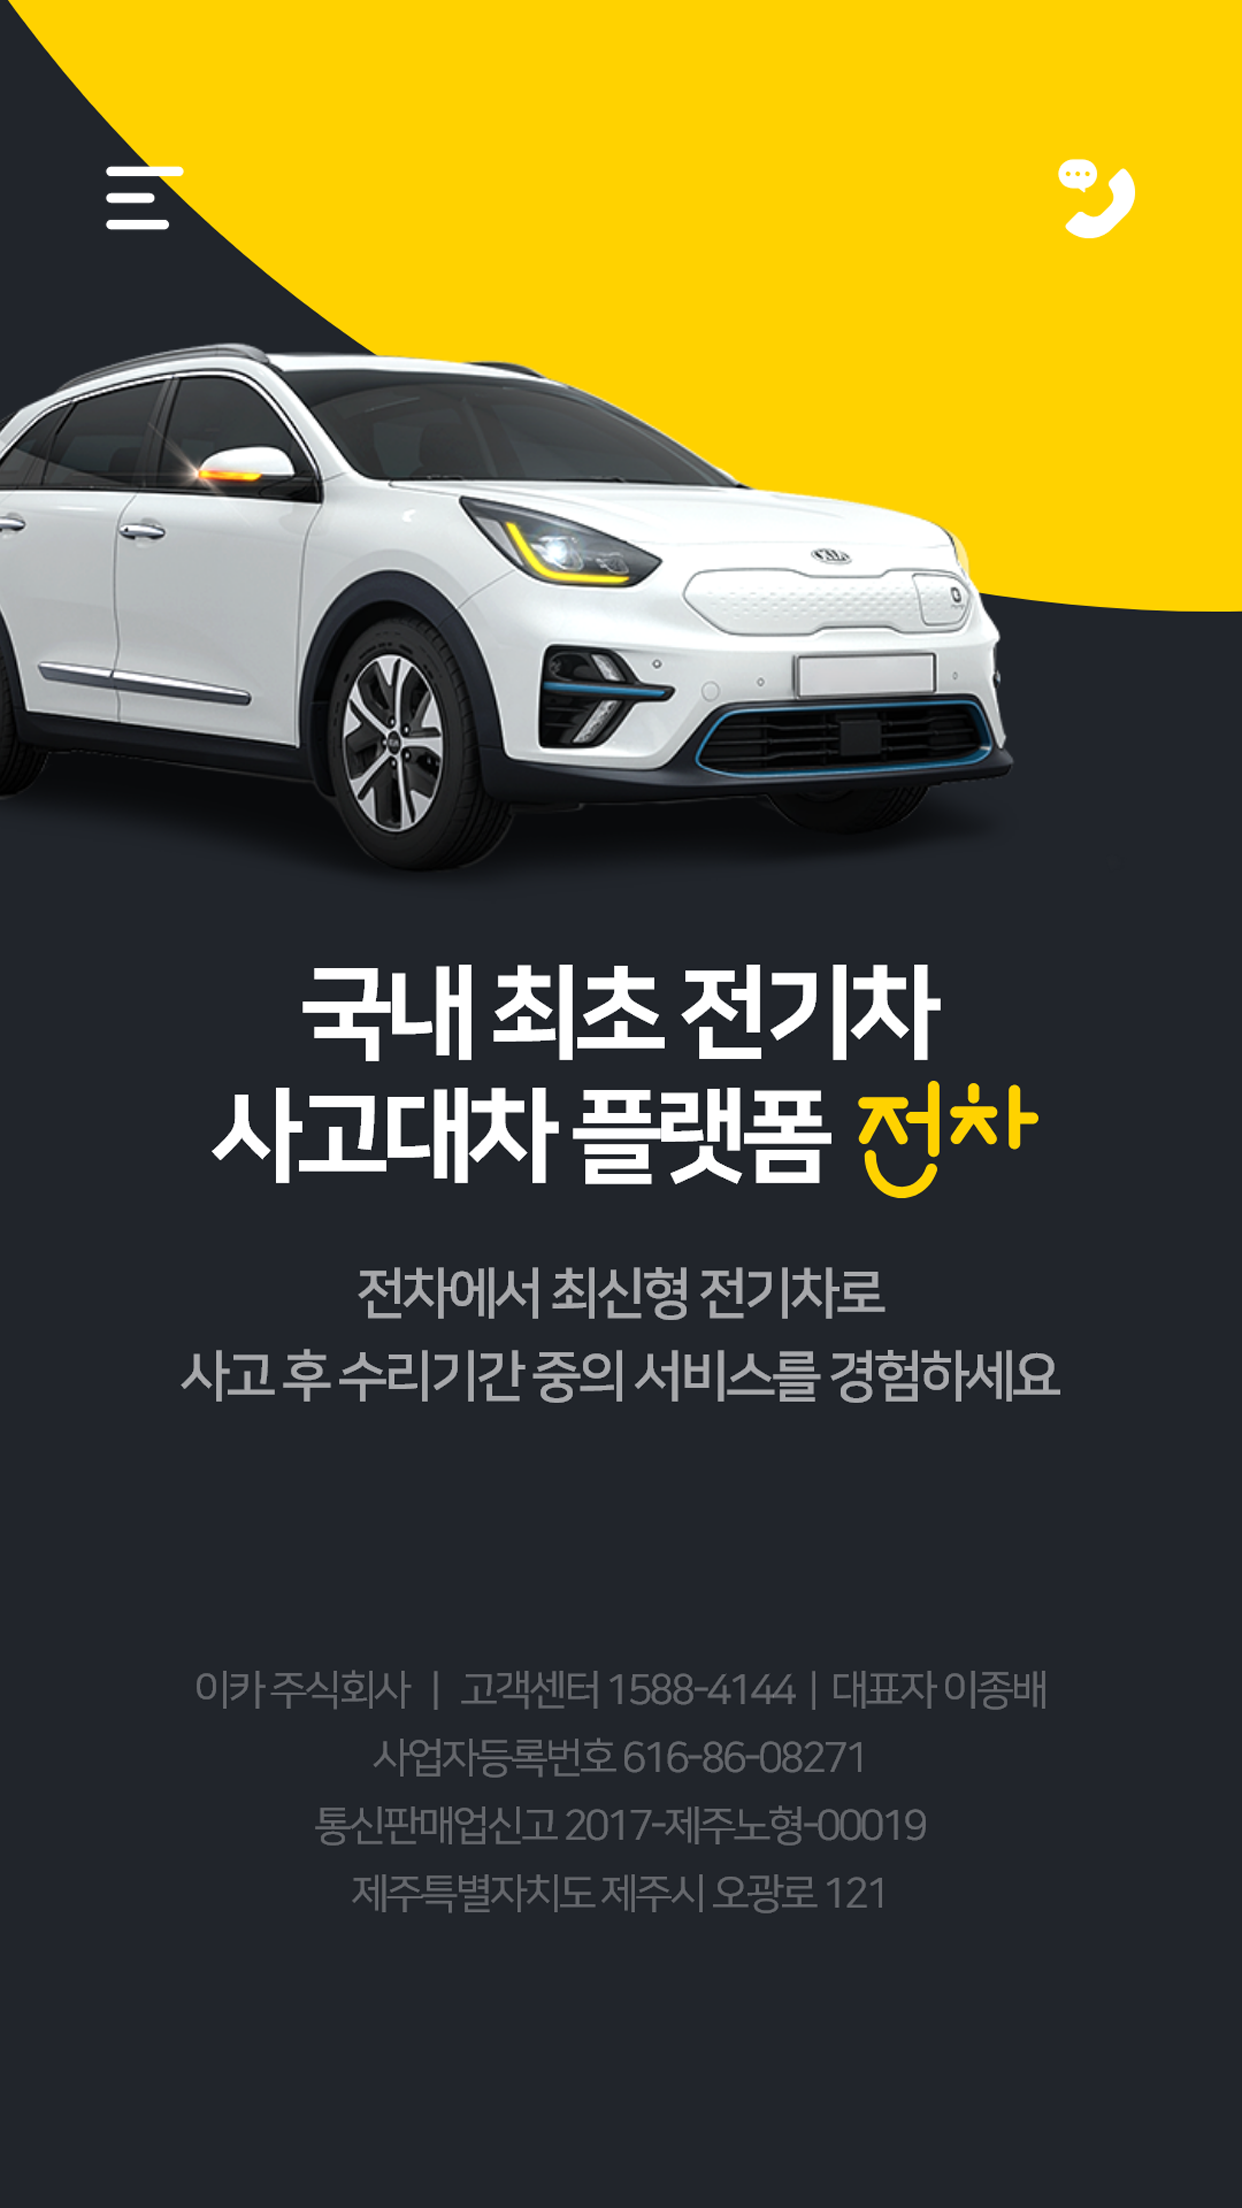 KIA
국내 최초 전기차
사고대차 플랫폼 전차
전차에서 최신형 전기차로
사고 후 수리기간 중의 서비스를 경험하세요
이카 주식회사 | 고객센터 1588-4144 | 대표자 이종배
사업자등록번호 616-86-08271
통신판매업신고 2017-제주노형-00019
제주특별자치도 제주시 오광로 121